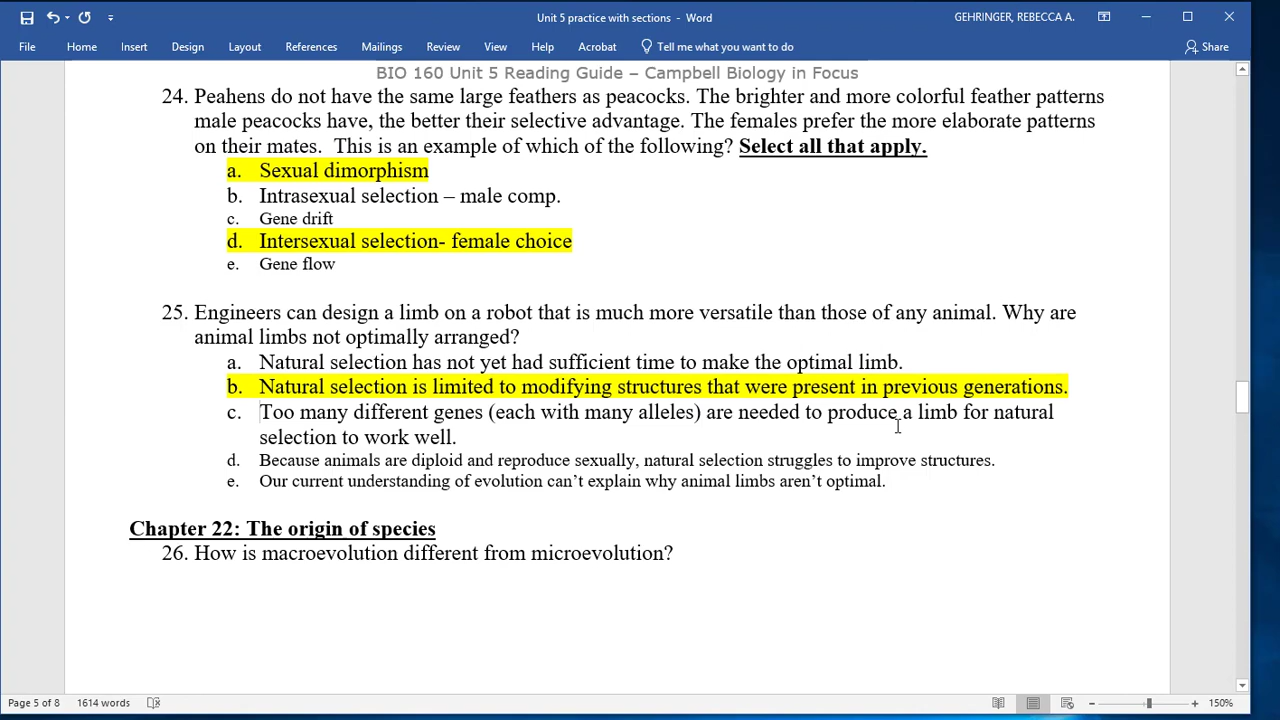 Unit 5 practice with sections - Word
GEHRINGER, REBECCA A.
File Home Insert Design Layout References Mailings Review View Help Acrobat Tell me what you want to do Share
BIO 160 Unit 5 Reading Guide – Campbell Biology in Focus
24. Peahens do not have the same large feathers as peacocks. The brighter and more colorful feather patterns
male peacocks have, the better their selective advantage. The females prefer the more elaborate patterns
on their mates. This is an example of which of the following? Select all that apply.
a. Sexual dimorphism
b. Intrasexual selection – male comp.
c. Gene drift
d. Intersexual selection- female choice
e. Gene flow
25. Engineers can design a limb on a robot that is much more versatile than those of any animal. Why are
animal limbs not optimally arranged?
a. Natural selection has not yet had sufficient time to make the optimal limb.
b. Natural selection is limited to modifying structures that were present in previous generations.
c. Too many different genes (each with many alleles) are needed to produce a limb for natural
selection to work well.
d. Because animals are diploid and reproduce sexually, natural selection struggles to improve structures.
e. Our current understanding of evolution can’t explain why animal limbs aren’t optimal.
Chapter 22: The origin of species
26. How is macroevolution different from microevolution?
Page 5 of 8 1614 words 150%